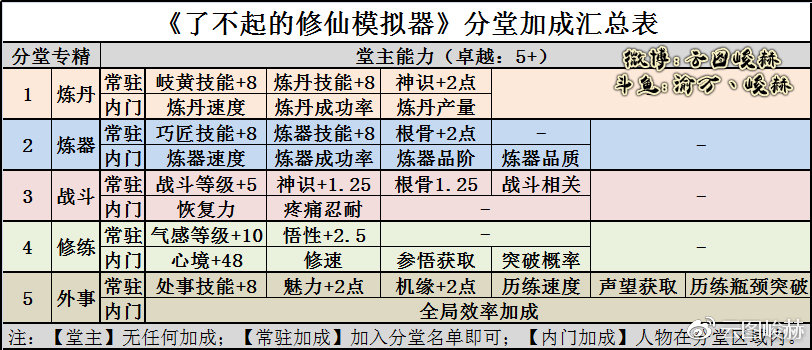 《了不起的修仙模拟器》分堂加成汇总表
分堂专精 堂主能力（卓越：5+） 微博：云图峻赫
1 炼丹 常驻 岐黄技能+8 炼丹技能+8 神识+2点 斗鱼：渝万丶峻赫
内门 炼丹速度 炼丹成功率 炼丹产量
2 炼器 常驻 巧匠技能+8 炼器技能+8 根骨+2点 - -
内门 炼器速度 炼器成功率 炼器品阶 炼器品质
3 战斗 常驻 战斗等级+5 神识+1.25 根骨1.25 战斗相关 -
内门 恢复力 疼痛忍耐 -
4 修练 常驻 气感等级+10 悟性+2.5 - -
内门 心境+48 修速 参悟获取 突破概率
5 外事 常驻 处事技能+8 魅力+2点 机缘+2点 历练速度 声望获取 历练瓶颈突破
内门 全局效率加成
注：【堂主】无任何加成；【常驻加成】加入分堂名单即可；【内门加成】人物在分堂区域内。